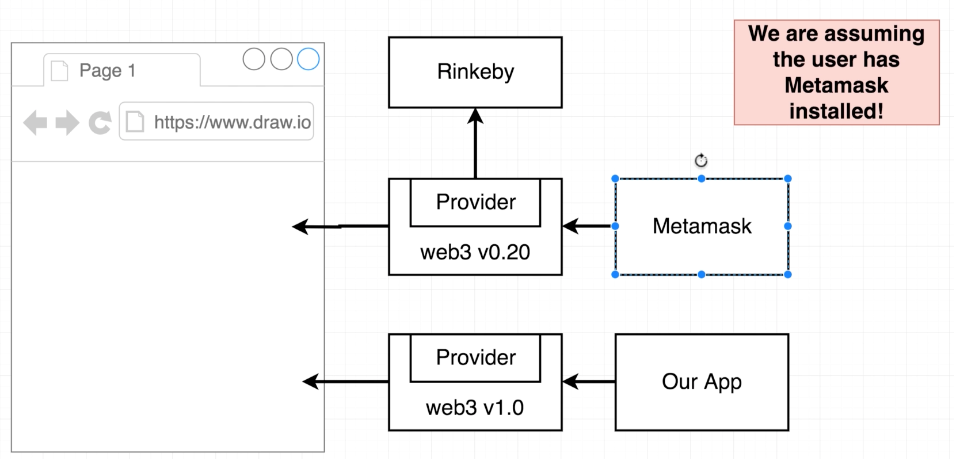 Page 1
https://www.draw.io
Rinkeby
We are assuming
the user has
Metamask
installed!
Provider
web3 v0.20
Metamask
Provider
web3 v1.0
Our App